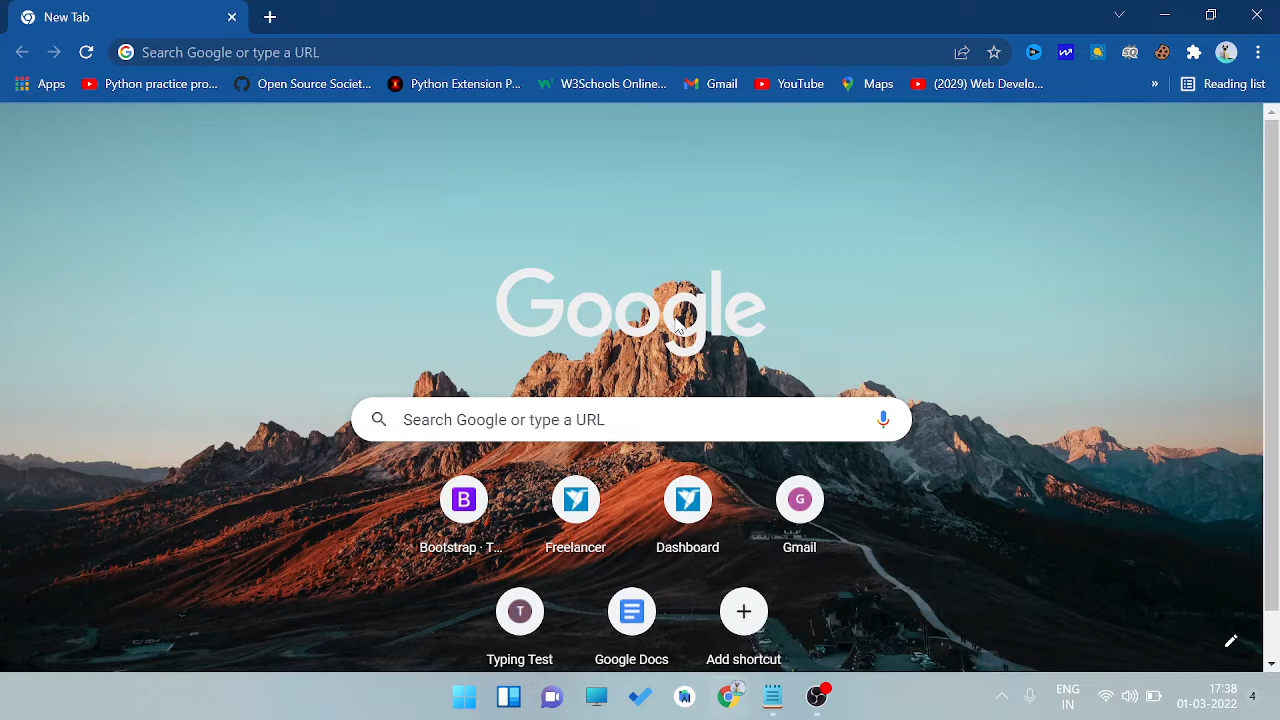 New Tab
Search Google or type a URL
Apps
Python practice pro...
Open Source Societ...
Python Extension P...
W3Schools Online...
Gmail
YouTube
Maps
(2029) Web Develo...
»
Reading list
Google
Search Google or type a URL
B
G
Bootstrap · T...
Freelancer
Dashboard
Gmail
T
Typing Test
Google Docs
Add shortcut
ENG
IN
17:38
01-03-2022
4